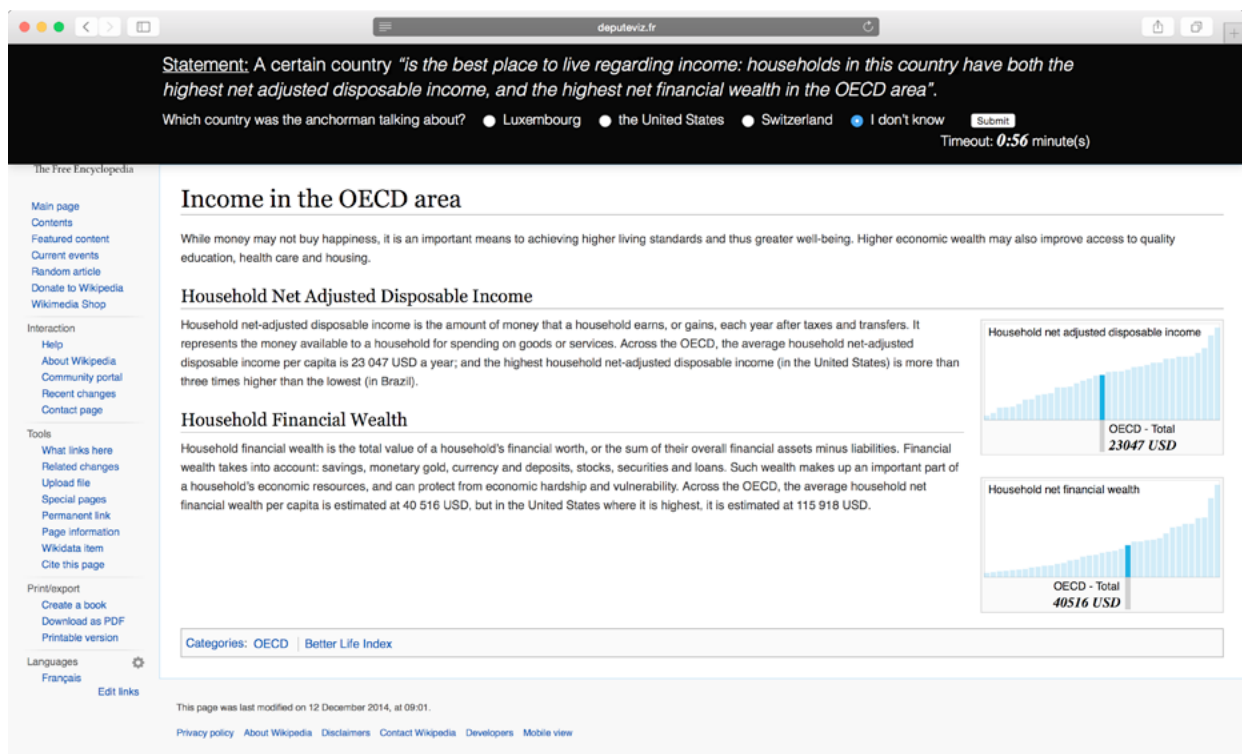 deputeviz.fr
Statement: A certain country "is the best place to live regarding income: households in this country have both the
highest net adjusted disposable income, and the highest net financial wealth in the OECD area".
Which country was the anchorman talking about? Luxembourg the United States Switzerland I don't know Submit
Timeout: 0:56 minute(s)
The Free Encyclopedia
Main page
Contents
Featured content
Current events
Random article
Donate to Wikipedia
Wikimedia Shop
Interaction
Help
About Wikipedia
Community portal
Recent changes
Contact page
Tools
What links here
Related changes
Upload file
Special pages
Permanent link
Page information
Wikidata item
Cite this page
Print/export
Create a book
Download as PDF
Printable version
Languages
Français
Edit links
Income in the OECD area
While money may not buy happiness, it is an important means to achieving higher living standards and thus greater well-being. Higher economic wealth may also improve access to quality
education, health care and housing.
Household Net Adjusted Disposable Income
Household net-adjusted disposable income is the amount of money that a household earns, or gains, each year after taxes and transfers. It
represents the money available to a household for spending on goods or services. Across the OECD, the average household net-adjusted
disposable income per capita is 23 047 USD a year; and the highest household net-adjusted disposable income (in the United States) is more than
three times higher than the lowest (in Brazil).
Household net adjusted disposable income
OECD - Total
23047 USD
Household Financial Wealth
Household financial wealth is the total value of a household's financial worth, or the sum of their overall financial assets minus liabilities. Financial
wealth takes into account: savings, monetary gold, currency and deposits, stocks, securities and loans. Such wealth makes up an important part of
a household's economic resources, and can protect from economic hardship and vulnerability. Across the OECD, the average household net
financial wealth per capita is estimated at 40 516 USD, but in the United States where it is highest, it is estimated at 115 918 USD.
Household net financial wealth
OECD - Total
40516 USD
Categories: OECD Better Life Index
This page was last modified on 12 December 2014, at 09:01.
Privacy policy About Wikipedia Disclaimers Contact Wikipedia Developers Mobile view